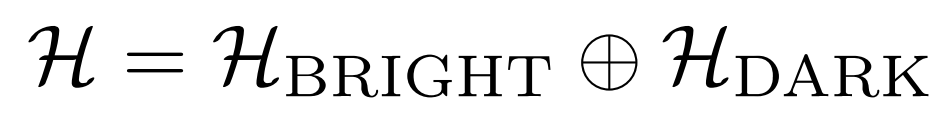 ℋ = ℋ_BRIGHT ⊕ ℋ_DARK